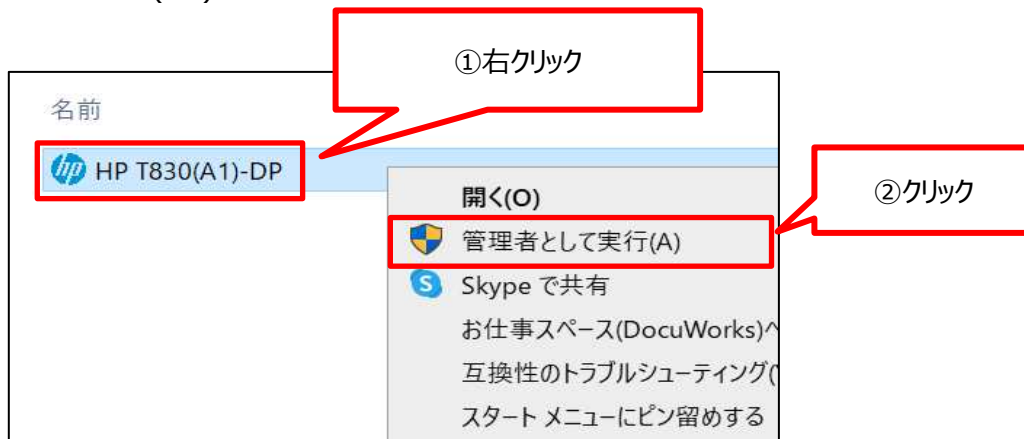 ①右クリック
名前
hp HP T830(A1)-DP
②クリック
開く(O)
管理者として実行(A)
Skype で共有
お仕事スペース(DocuWorks)へ
互換性のトラブルシューティング(
スタート メニューにピン留めする